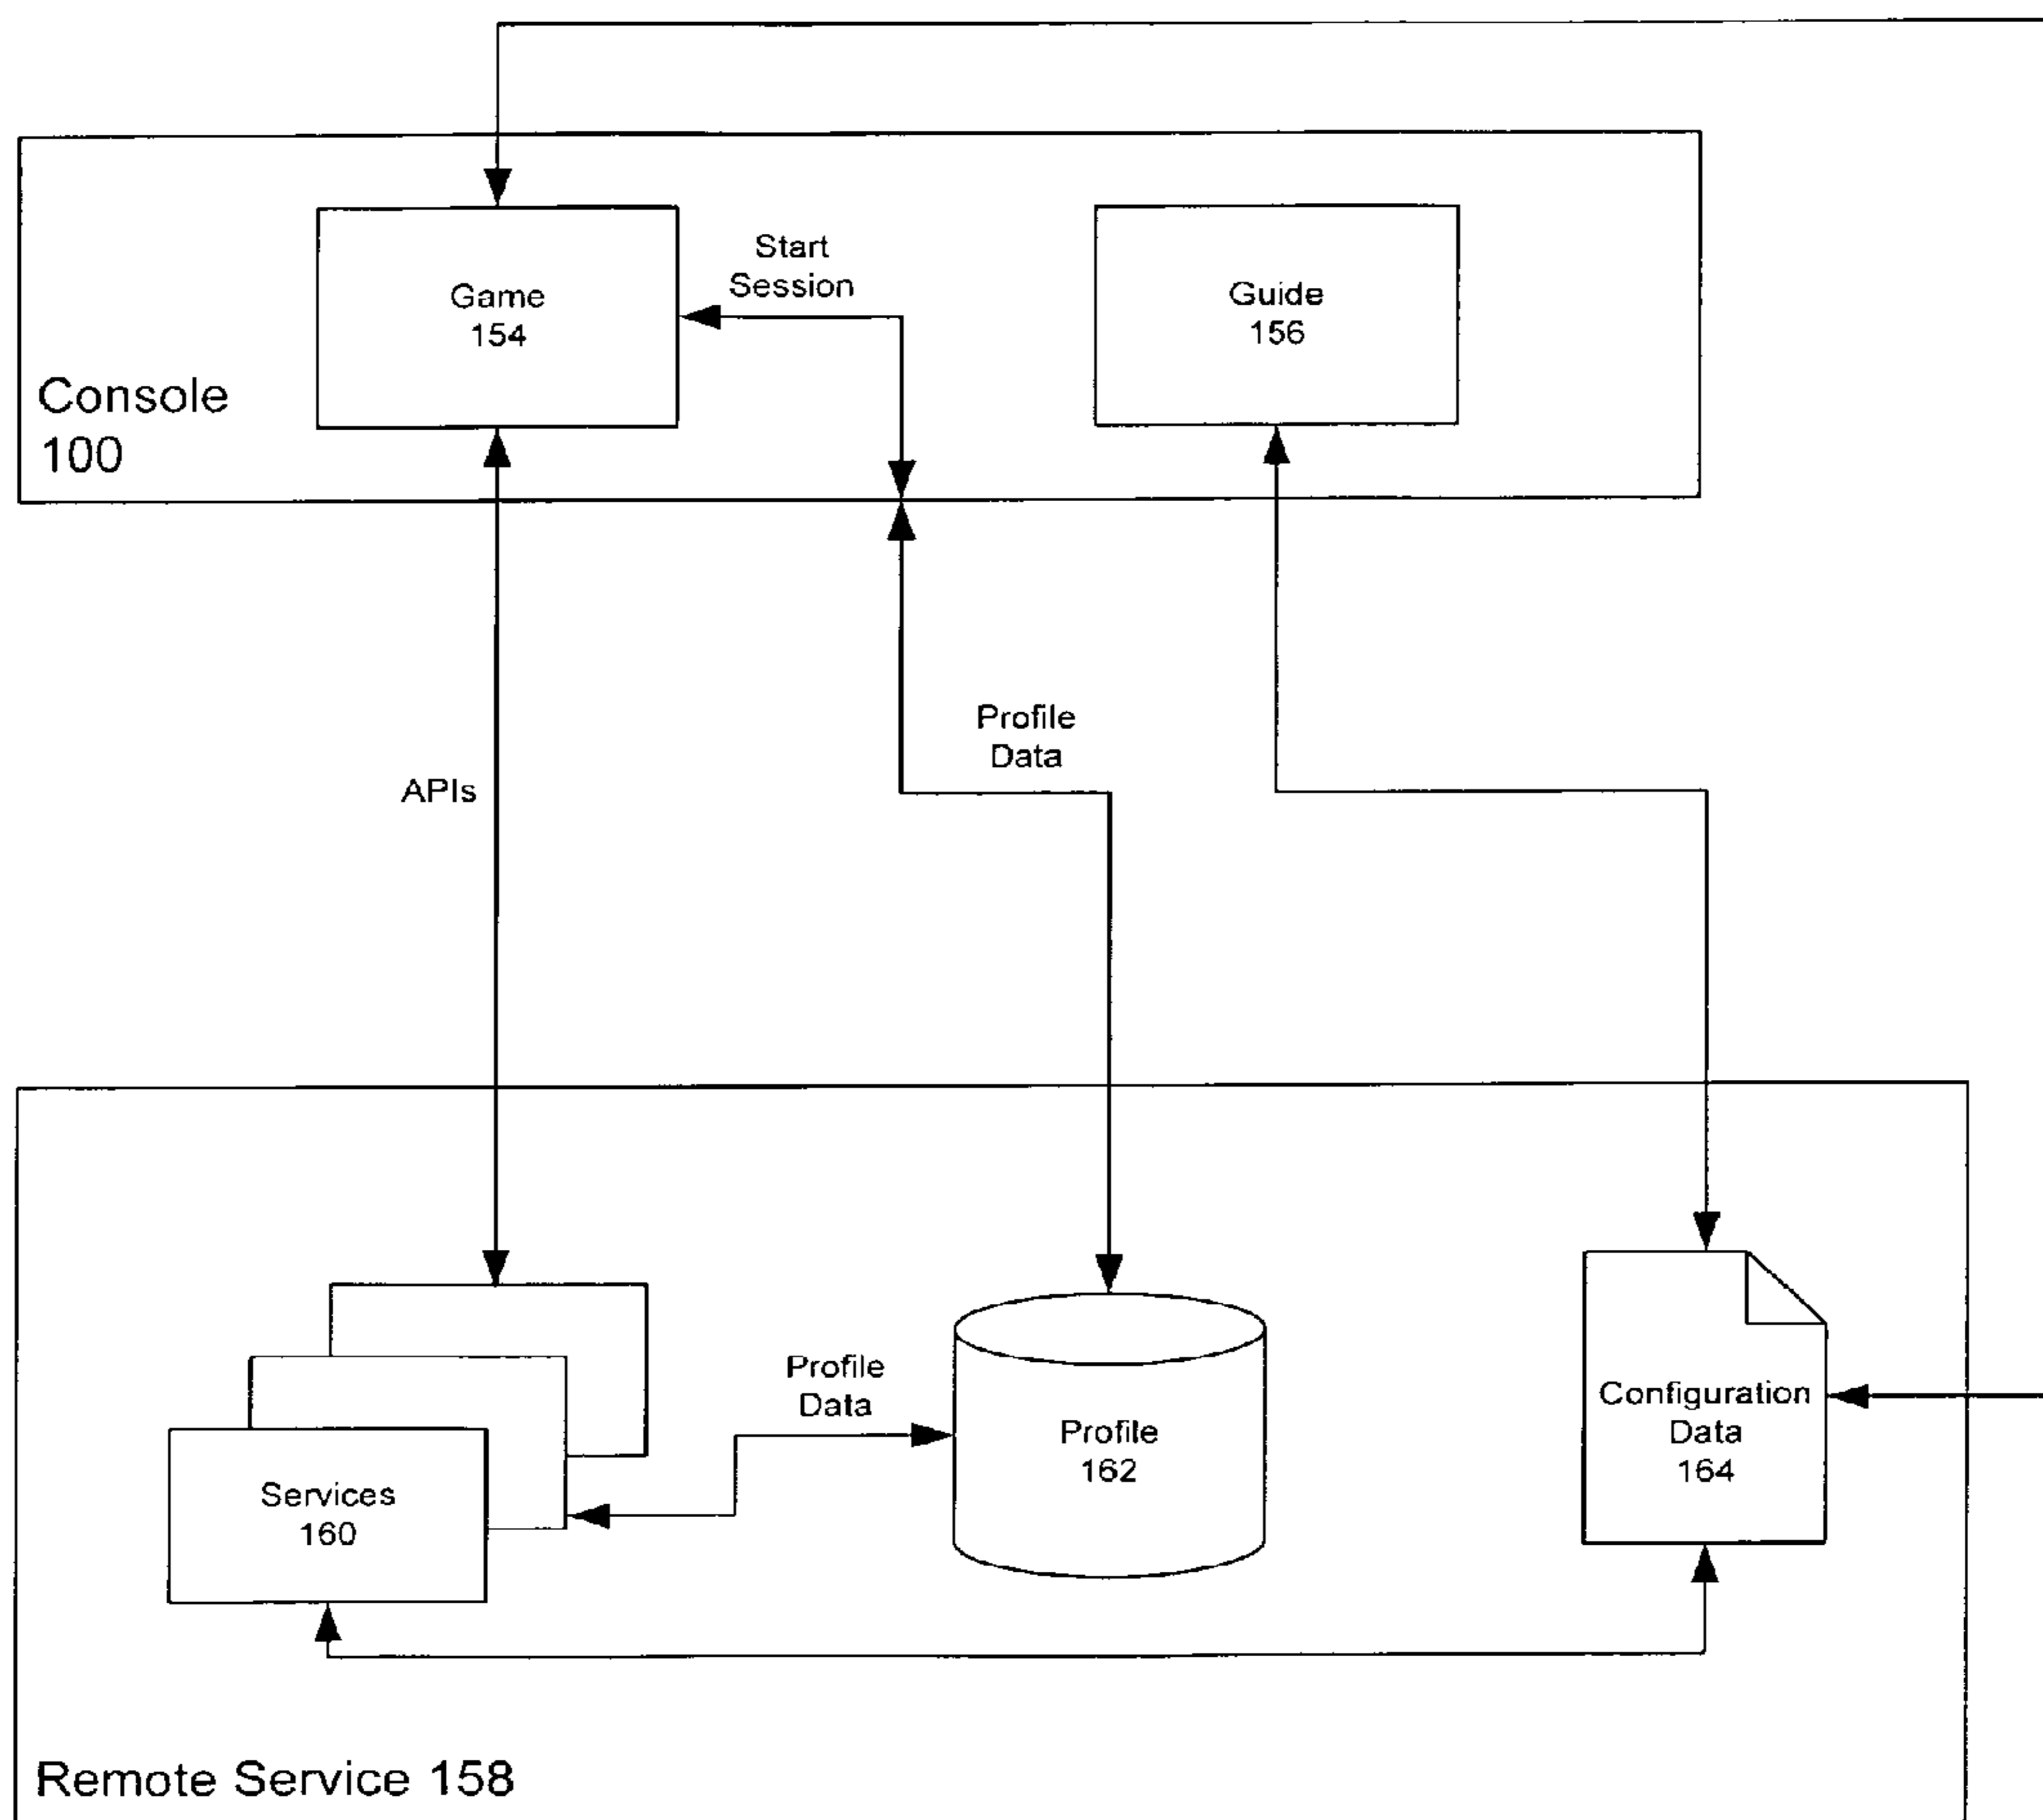 Start
Session
Game
154
Guide
156
Console
100
Profile
Data
APIs
Profile
Data
Configuration
Data
164
Profile
162
Services
160
Remote Service 158